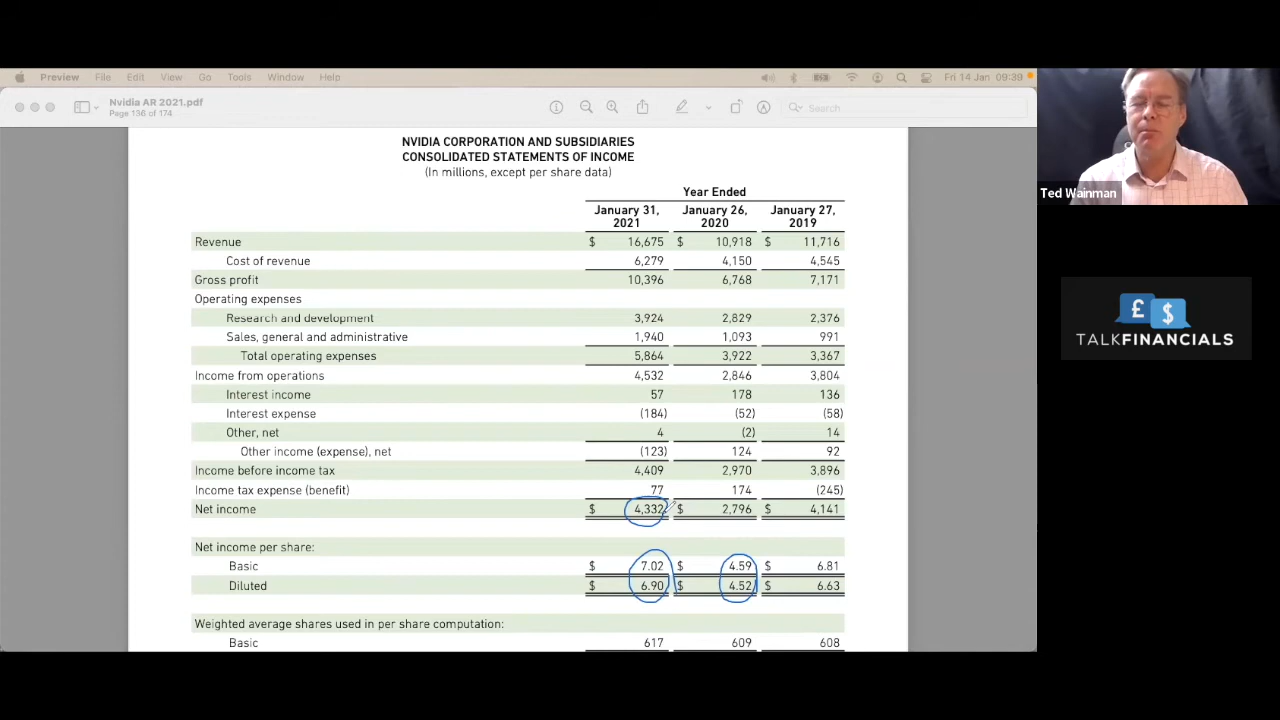 Preview File Edit View Go Tools Window Help Fri 14 Jan 09:39
Nvidia AR 2021.pdf
Page 136 of 174
Search
NVIDIA CORPORATION AND SUBSIDIARIES
CONSOLIDATED STATEMENTS OF INCOME
(In millions, except per share data)
Year Ended
January 31, January 26, January 27,
2021 2020 2019
Revenue $ 16,675 $ 10,918 $ 11,716
Cost of revenue 6,279 4,150 4,545
Gross profit 10,396 6,768 7,171
Operating expenses
Research and development 3,924 2,829 2,376
Sales, general and administrative 1,940 1,093 991
Total operating expenses 5,864 3,922 3,367
Income from operations 4,532 2,846 3,804
Interest income 57 178 136
Interest expense (184) (52) (58)
Other, net 4 (2) 14
Other income (expense), net (123) 124 92
Income before income tax 4,409 2,970 3,896
Income tax expense (benefit) 77 174 (245)
Net income $ 4,332 $ 2,796 $ 4,141
Net income per share:
Basic $ 7.02 $ 4.59 $ 6.81
Diluted $ 6.90 $ 4.52 $ 6.63
Weighted average shares used in per share computation:
Basic 617 609 608
Ted Wainman
£ $
TALKFINANCIALS